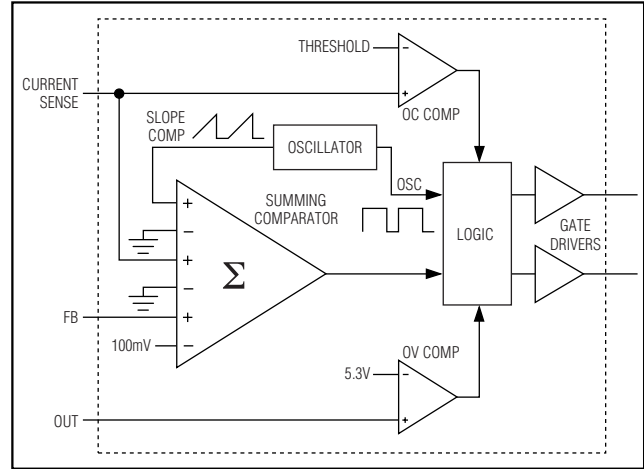 THRESHOLD
−
CURRENT
SENSE
+
OC COMP
SLOPE
COMP
OSCILLATOR
OSC
SUMMING
COMPARATOR
+
−
+
−
+
−
Σ
LOGIC
GATE
DRIVERS
FB
100mV
OV COMP
5.3V
−
OUT
+